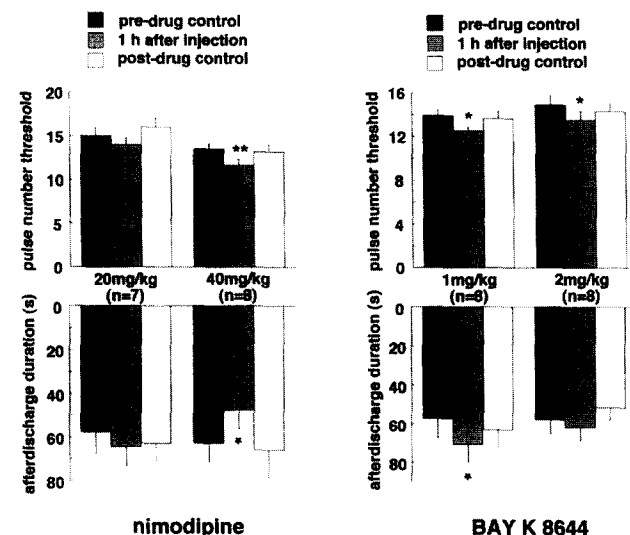 pre-drug control
1 h after injection
post-drug control
pulse number threshold
20
15
10
5
0
**
20mg/kg
(n=7)
40mg/kg
(n=8)
afterdischarge duration (s)
0
20
40
60
80
*
nimodipine
pre-drug control
1 h after injection
post-drug control
pulse number threshold
16
12
8
4
0
*
*
1mg/kg
(n=6)
2mg/kg
(n=8)
afterdischarge duration (s)
0
20
40
60
80
*
BAY K 8644